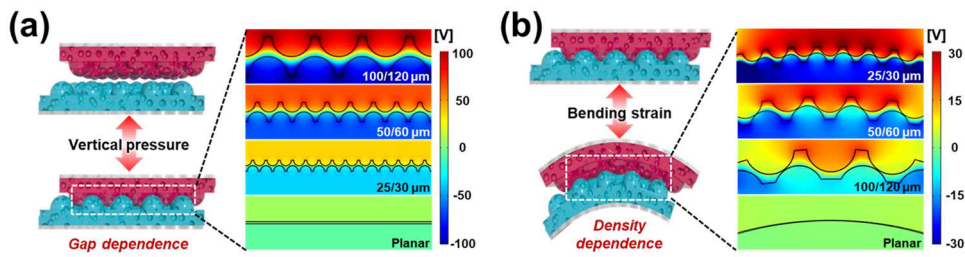 (a)
Vertical pressure
Gap dependence
100/120 μm
50/60 μm
25/30 μm
Planar
[V]
100
50
0
-50
-100
(b)
Bending strain
Density
dependence
25/30 μm
50/60 μm
100/120 μm
Planar
[V]
30
15
0
-15
-30